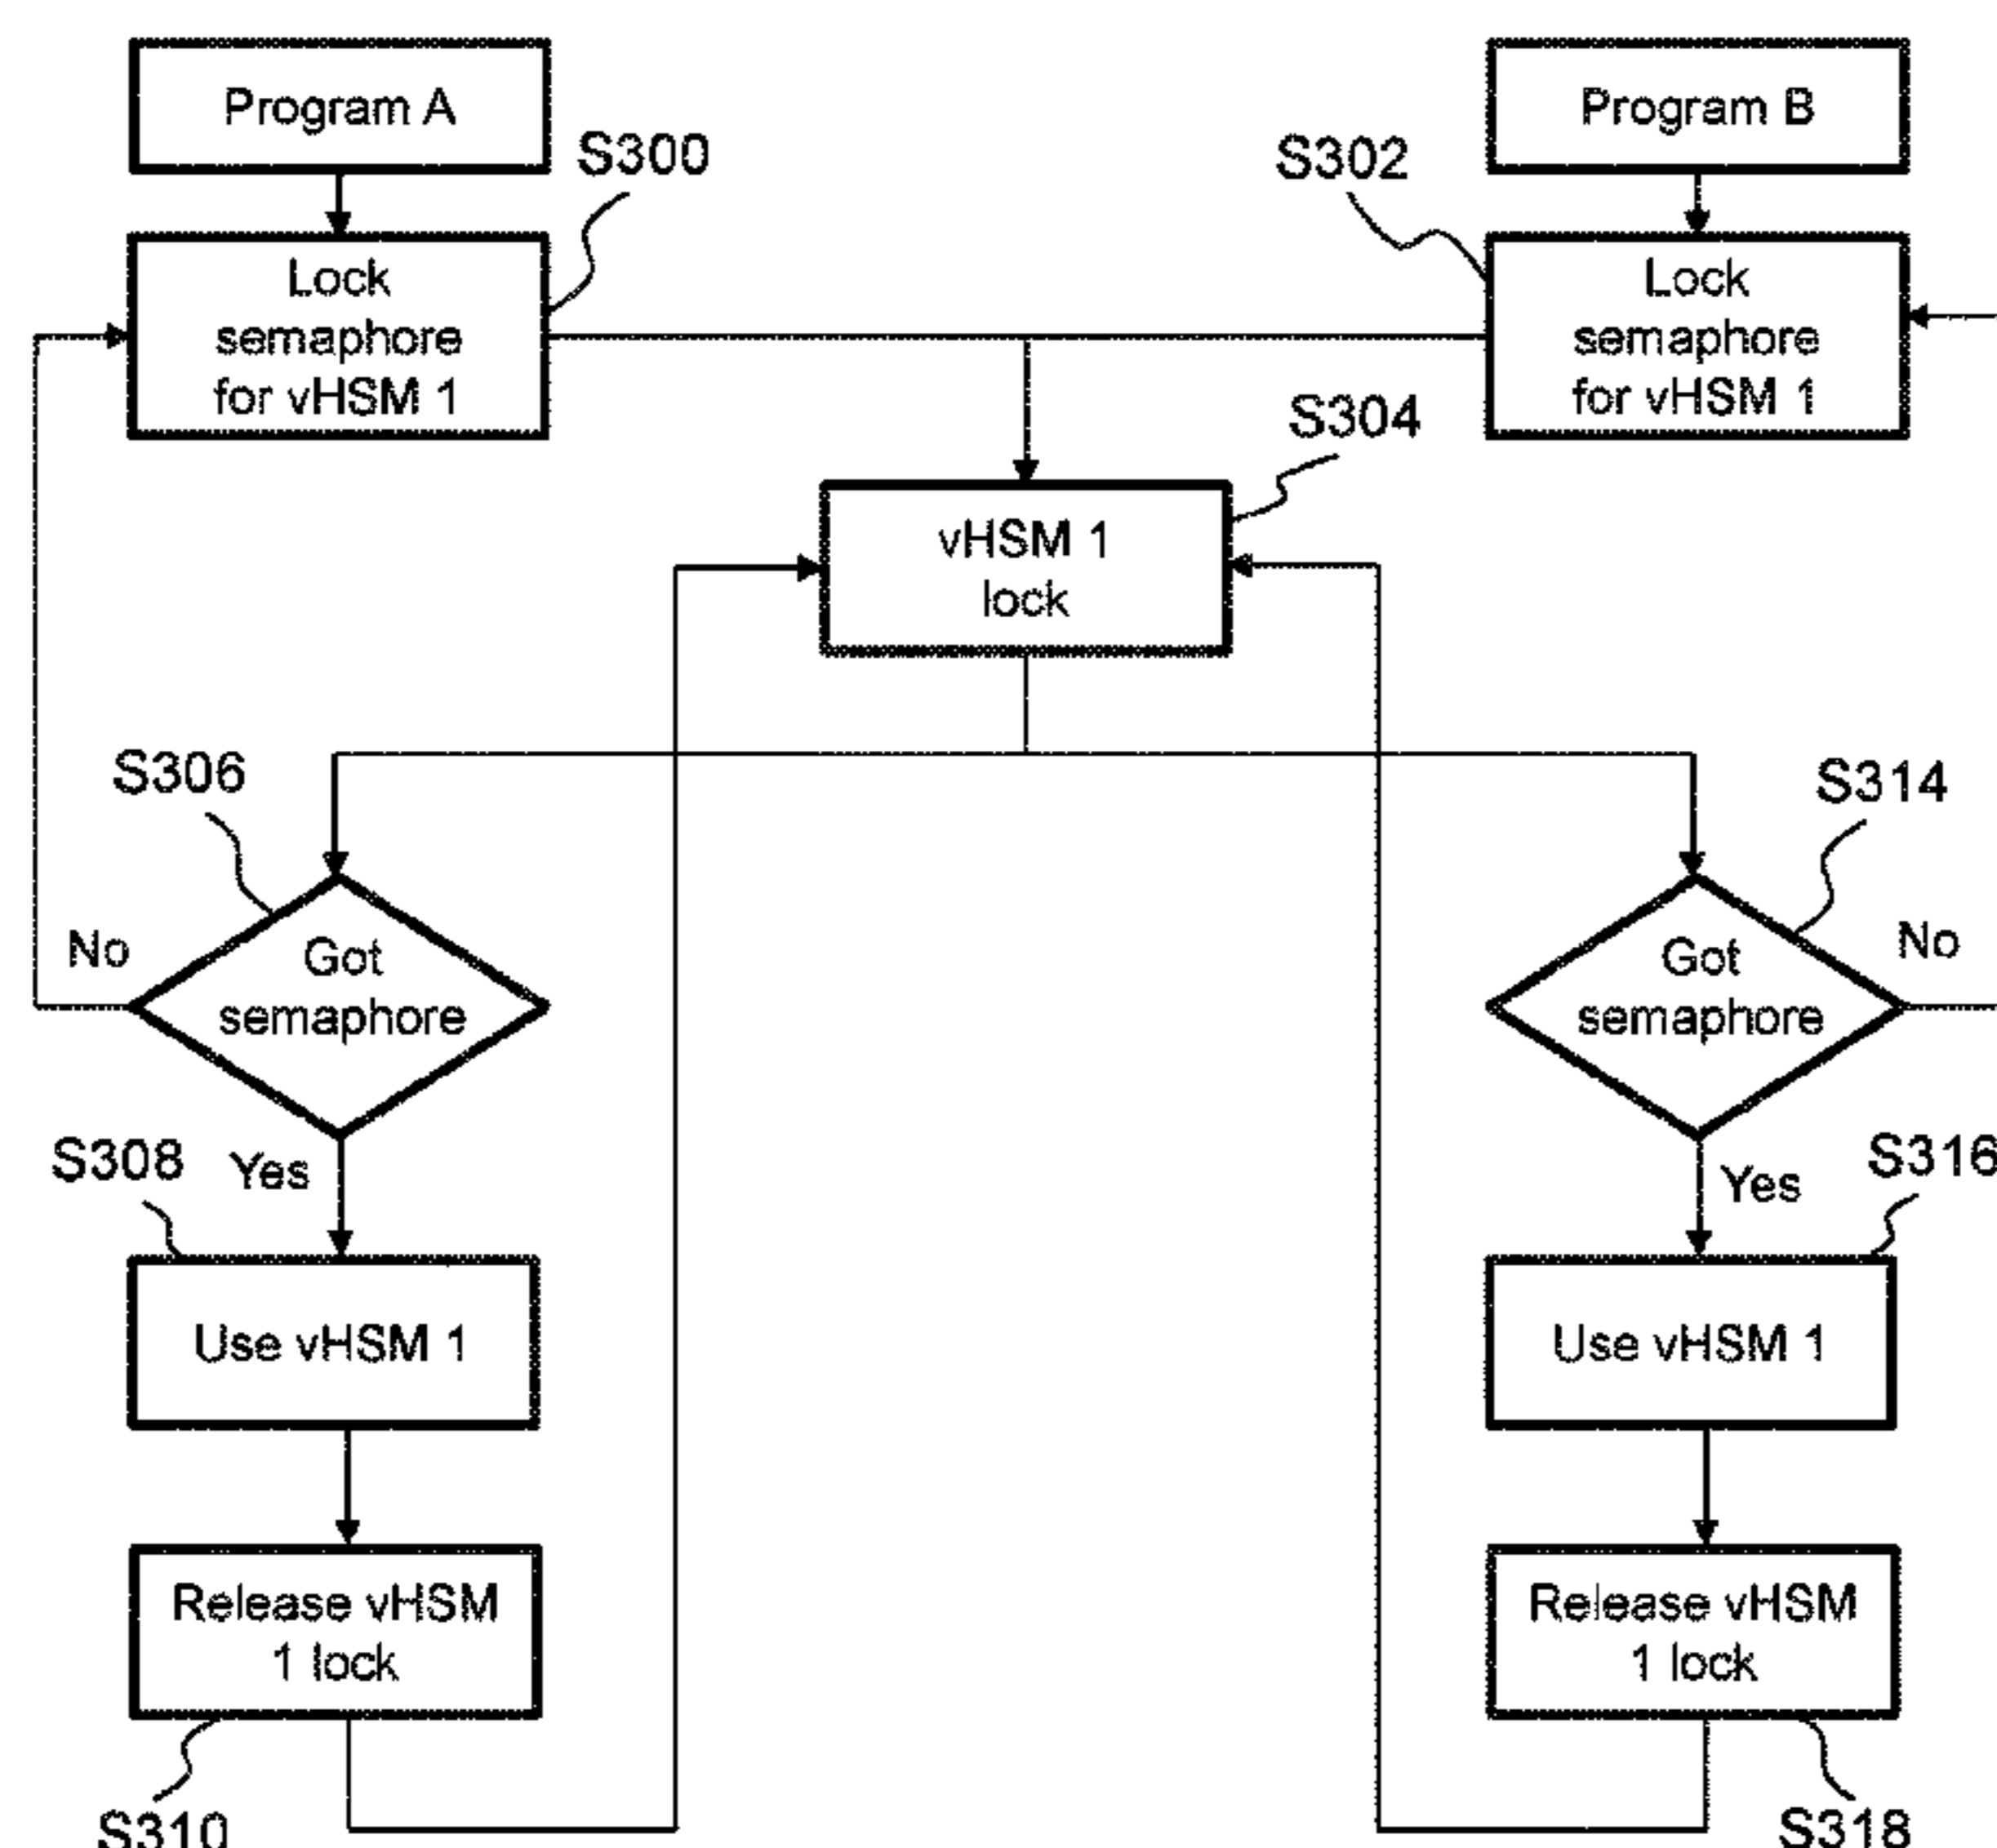 Program A
Program B
S300
S302
Lock
semaphore
for vHSM 1
Lock
semaphore
for vHSM 1
S304
vHSM 1
lock
S306
S314
No
Got
semaphore
Got
semaphore
No
S308
Yes
Yes
S316
Use vHSM 1
Use vHSM 1
Release vHSM
1 lock
Release vHSM
1 lock
S310
S318